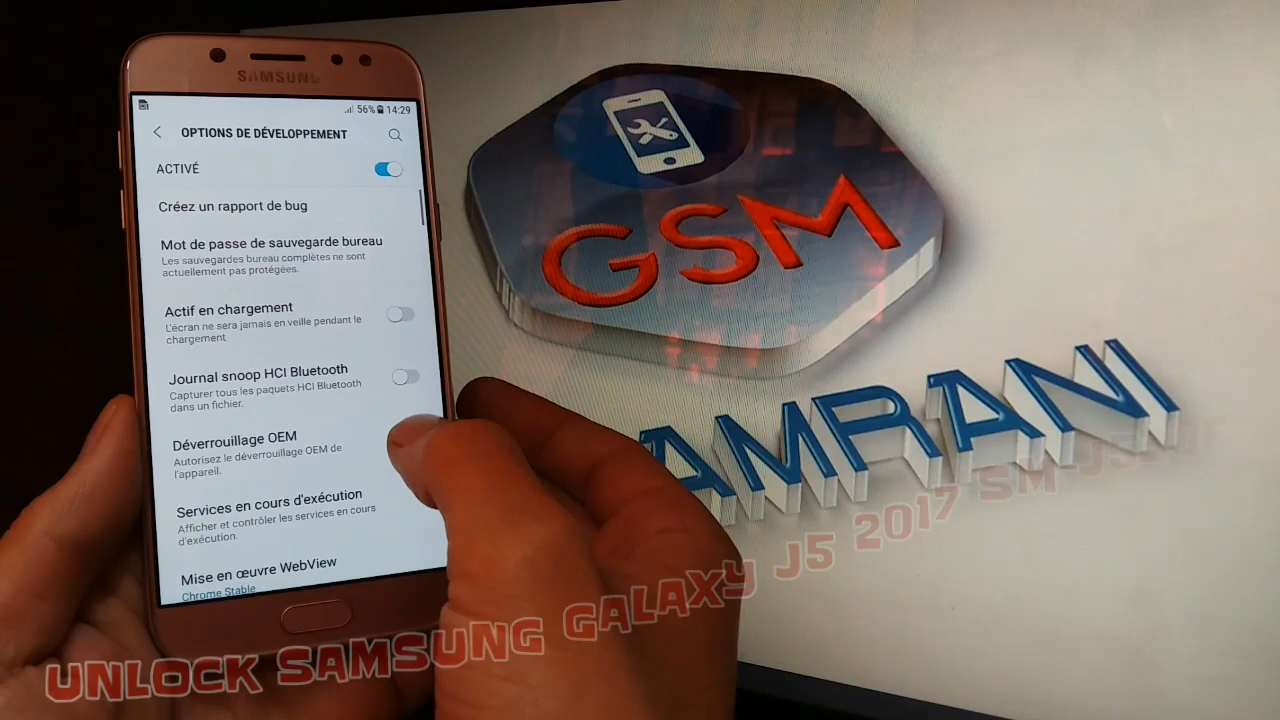 SAMSUNG
56% 14:29
OPTIONS DE DÉVELOPPEMENT
ACTIVÉ
Créez un rapport de bug
Mot de passe de sauvegarde bureau
Les sauvegardes bureau complètes ne sont
actuellement pas protégées.
Actif en chargement
L'écran ne sera jamais en veille pendant le
chargement
Journal snoop HCI Bluetooth
Capturer tous les paquets HCI Bluetooth
dans un fichier.
Déverrouillage OEM
Autorisez le déverrouillage OEM de
l'appareil.
Services en cours d'exécution
Afficher et contrôler les services en cours
d'exécution.
Mise en œuvre WebView
Chrome Stable
GSM
AMRANI
UNLOCK SAMSUNG GALAXY J5 2017 SM